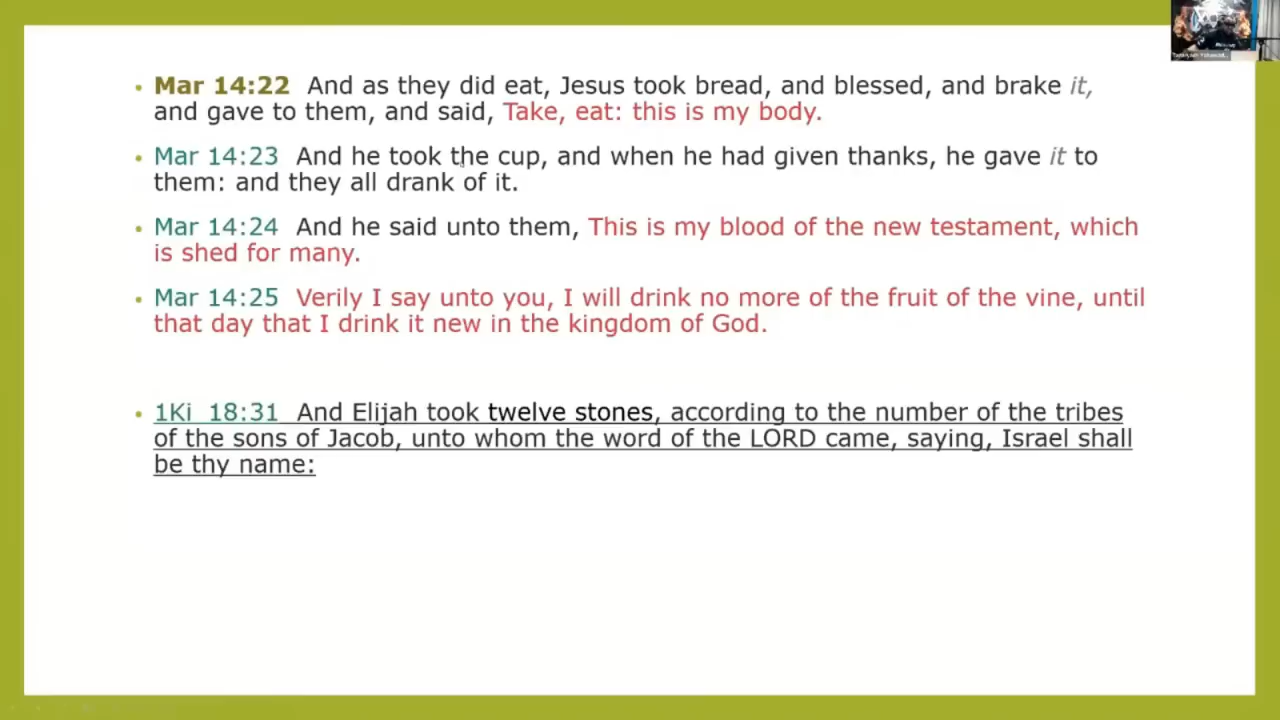 Mar 14:22 And as they did eat, Jesus took bread, and blessed, and brake it,
and gave to them, and said, Take, eat: this is my body.
Mar 14:23 And he took the cup, and when he had given thanks, he gave it to
them: and they all drank of it.
Mar 14:24 And he said unto them, This is my blood of the new testament, which
is shed for many.
Mar 14:25 Verily I say unto you, I will drink no more of the fruit of the vine, until
that day that I drink it new in the kingdom of God.
1Ki 18:31 And Elijah took twelve stones, according to the number of the tribes
of the sons of Jacob, unto whom the word of the LORD came, saying, Israel shall
be thy name: